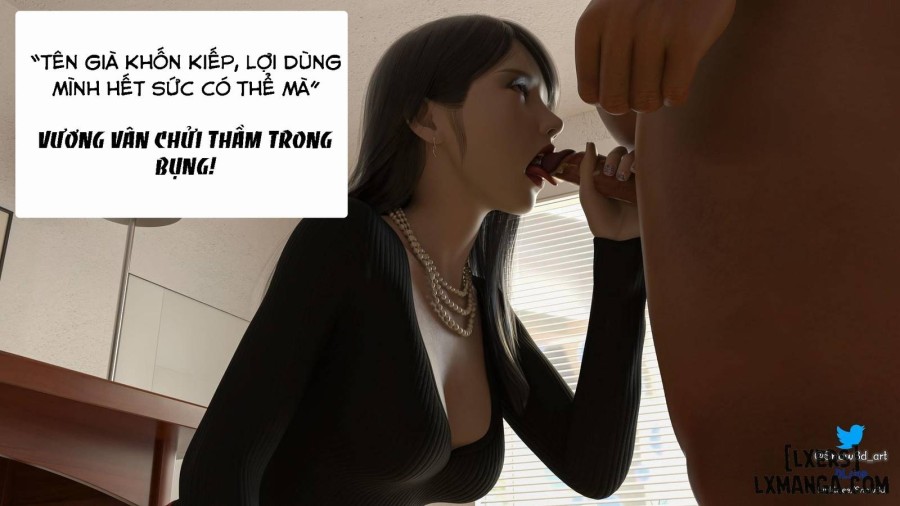 "TÊN GIÀ KHỐN KIẾP, LỢI DÙNG
MÌNH HẾT SỨC CÓ THỂ MÀ"
VƯƠNG VÂN CHỬI THẦM TRONG
BỤNG!
[LXERS]
LXMANGA.COM